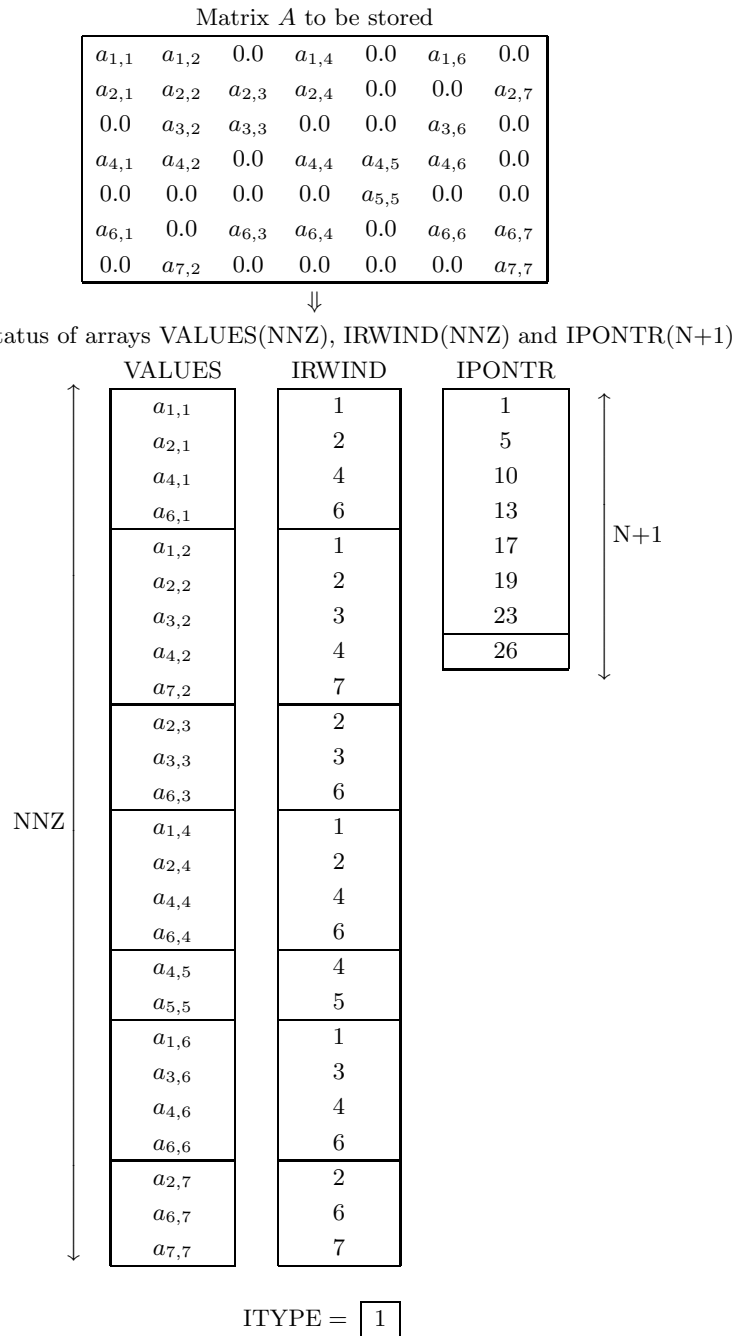 Matrix A to be stored
a1,1 a1,2 0.0 a1,4 0.0 a1,6 0.0
a2,1 a2,2 a2,3 a2,4 0.0 0.0 a2,7
0.0 a3,2 a3,3 0.0 0.0 a3,6 0.0
a4,1 a4,2 0.0 a4,4 a4,5 a4,6 0.0
0.0 0.0 0.0 0.0 a5,5 0.0 0.0
a6,1 0.0 a6,3 a6,4 0.0 a6,6 a6,7
0.0 a7,2 0.0 0.0 0.0 0.0 a7,7
⇓
tatus of arrays VALUES(NNZ), IRWIND(NNZ) and IPONTR(N+1)
VALUES IRWIND IPONTR
a1,1 1 1
a2,1 2 5
a4,1 4 10
a6,1 6 13
N+1
a1,2 1 17
a2,2 2 19
a3,2 3 23
a4,2 4 26
a7,2 7
a2,3 2
a3,3 3
a6,3 6
NNZ
a1,4 1
a2,4 2
a4,4 4
a6,4 6
a4,5 4
a5,5 5
a1,6 1
a3,6 3
a4,6 4
a6,6 6
a2,7 2
a6,7 6
a7,7 7
ITYPE = 1